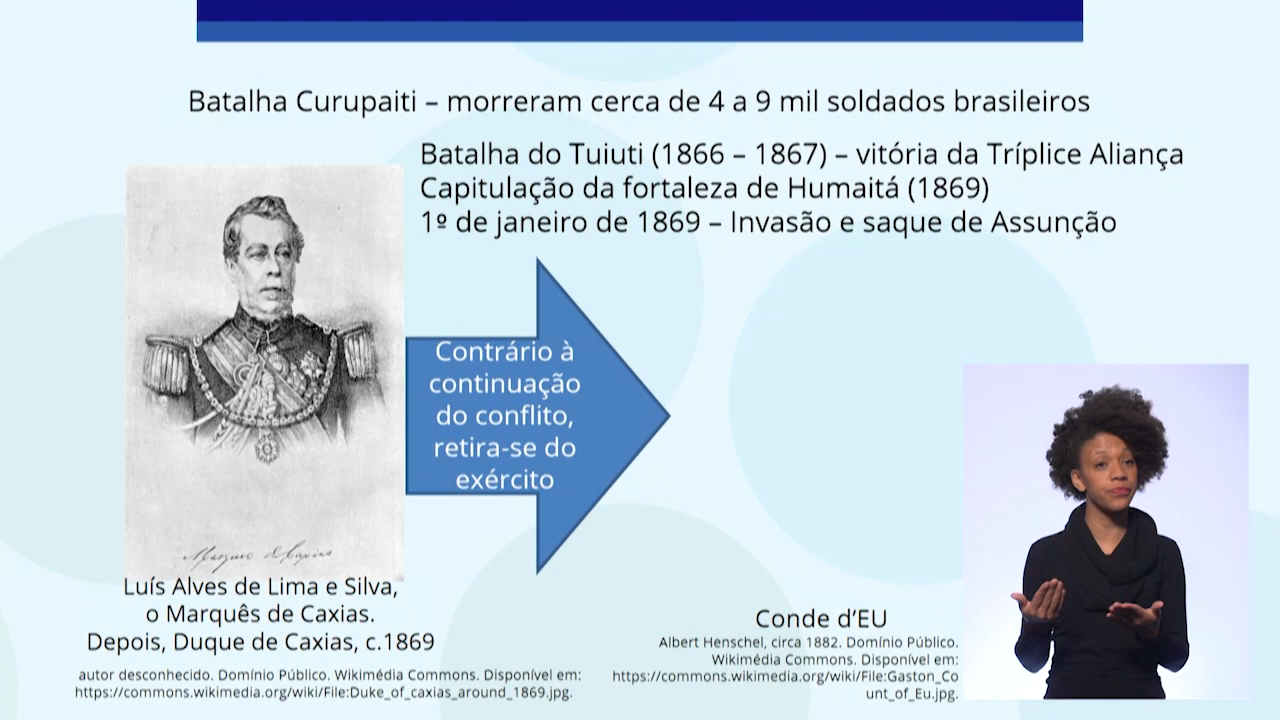 Batalha Curupaiti – morreram cerca de 4 a 9 mil soldados brasileiros
Batalha do Tuiuti (1866 – 1867) – vitória da Tríplice Aliança
Capitulação da fortaleza de Humaitá (1869)
1º de janeiro de 1869 – Invasão e saque de Assunção
Contrário à
continuação
do conflito,
retira-se do
exército
Marques de Caxias
Luís Alves de Lima e Silva,
o Marquês de Caxias.
Depois, Duque de Caxias, c.1869
autor desconhecido. Domínio Público. Wikimédia Commons. Disponível em:
https://commons.wikimedia.org/wiki/File:Duke_of_caxias_around_1869.jpg.
Conde d’EU
Albert Henschel, circa 1882. Domínio Público.
Wikimédia Commons. Disponível em:
https://commons.wikimedia.org/wiki/File:Gaston_Co
unt_of_Eu.jpg.